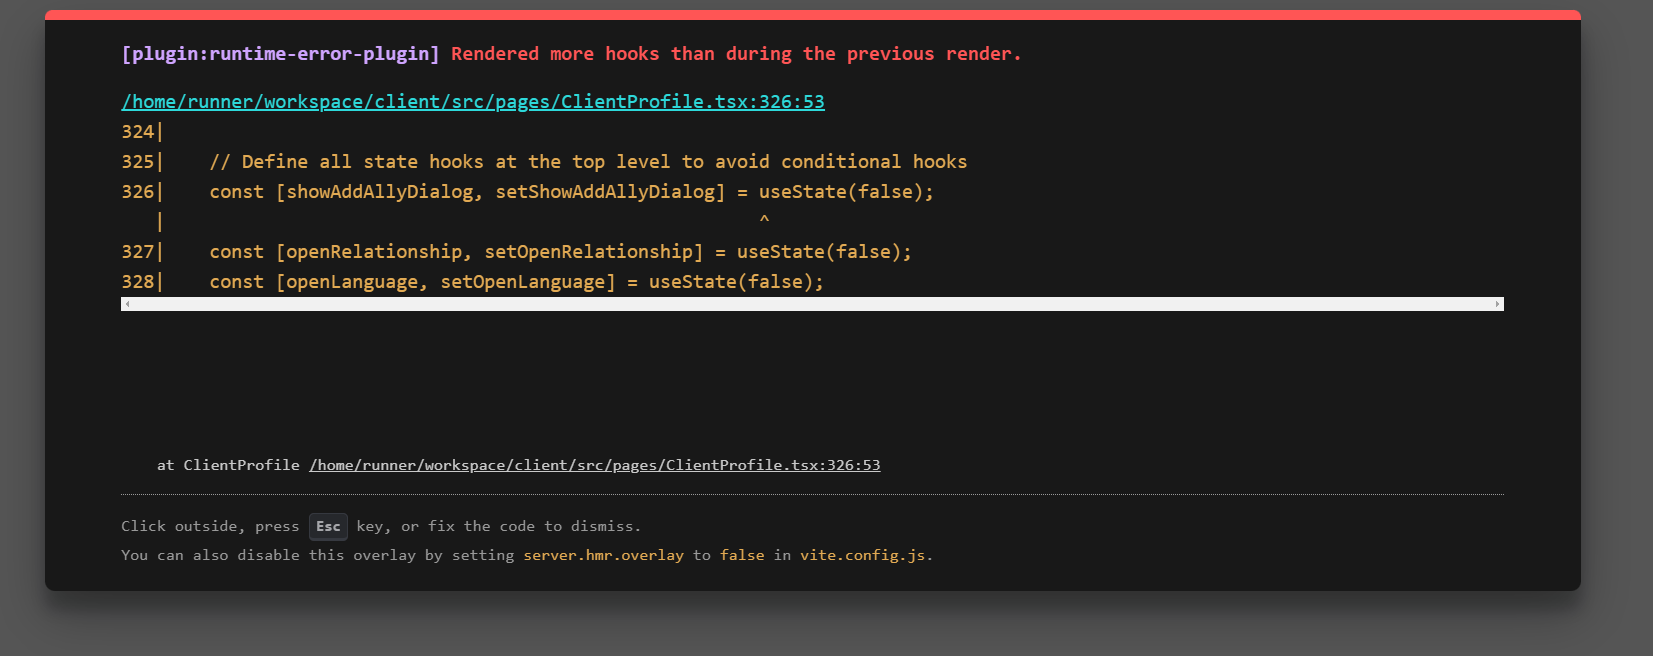 [plugin:runtime-error-plugin] Rendered more hooks than during the previous render.
/home/runner/workspace/client/src/pages/ClientProfile.tsx:326:53
324|
325|    // Define all state hooks at the top level to avoid conditional hooks
326|    const [showAddAllyDialog, setShowAddAllyDialog] = useState(false);
   |                                                      ^
327|    const [openRelationship, setOpenRelationship] = useState(false);
328|    const [openLanguage, setOpenLanguage] = useState(false);
at ClientProfile /home/runner/workspace/client/src/pages/ClientProfile.tsx:326:53
Click outside, press Esc key, or fix the code to dismiss.
You can also disable this overlay by setting server.hmr.overlay to false in vite.config.js.